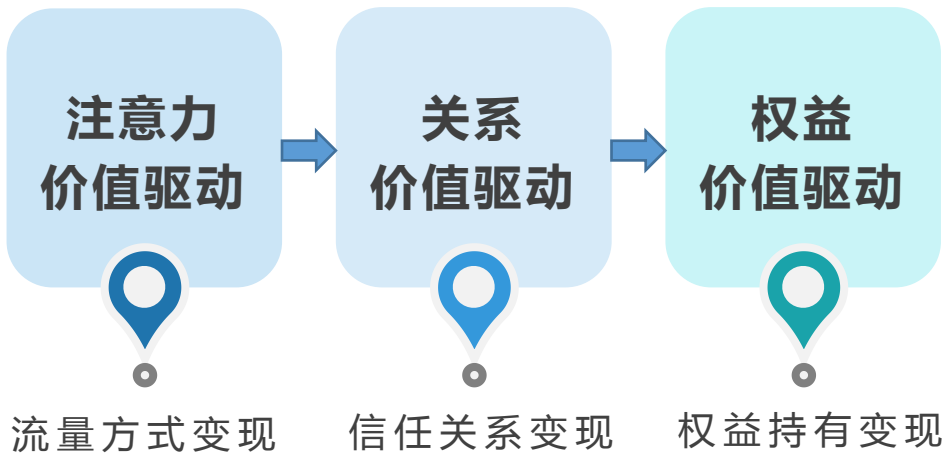 注意力
价值驱动
关系
价值驱动
权益
价值驱动
流量方式变现
信任关系变现
权益持有变现